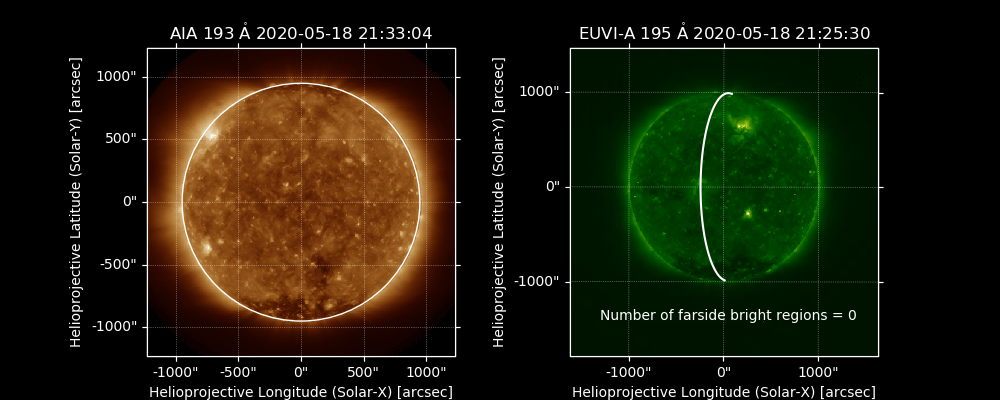 AIA 193 Å 2020-05-18 21:33:04
Helioprojective Latitude (Solar-Y) [arcsec]
1000"
500"
0"
-500"
-1000"
-1000"
-500"
0"
500"
1000"
Helioprojective Longitude (Solar-X) [arcsec]
EUVI-A 195 Å 2020-05-18 21:25:30
Helioprojective Latitude (Solar-Y) [arcsec]
1000"
0"
-1000"
Number of farside bright regions = 0
-1000"
0"
1000"
Helioprojective Longitude (Solar-X) [arcsec]